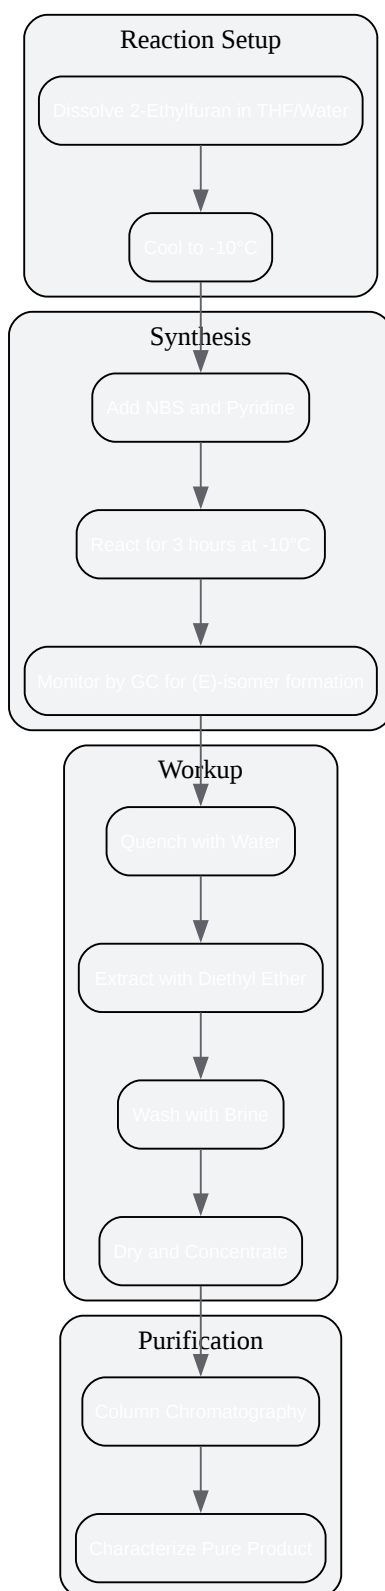 Reaction Setup
Dissolve 2-Ethylfuran in THF/Water
Cool to -10°C
Synthesis
Add NBS and Pyridine
React for 3 hours at -10°C
Monitor by GC for (E)-isomer formation
Workup
Quench with Water
Extract with Diethyl Ether
Wash with Brine
Dry and Concentrate
Purification
Column Chromatography
Characterize Pure Product